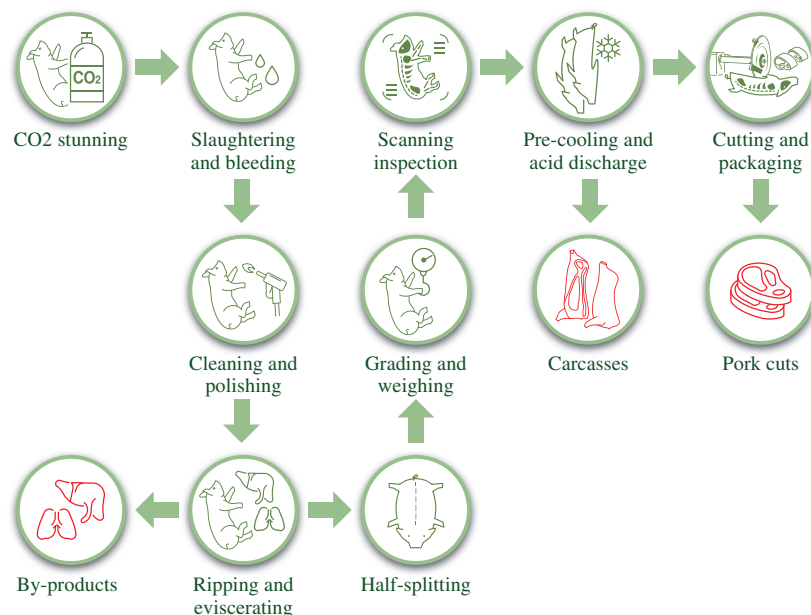 CO2
CO2 stunning
Slaughtering
and bleeding
Scanning
inspection
Pre-cooling and
acid discharge
Cutting and
packaging
Cleaning and
polishing
Grading and
weighing
Carcasses
Pork cuts
By-products
Ripping and
eviscerating
Half-splitting